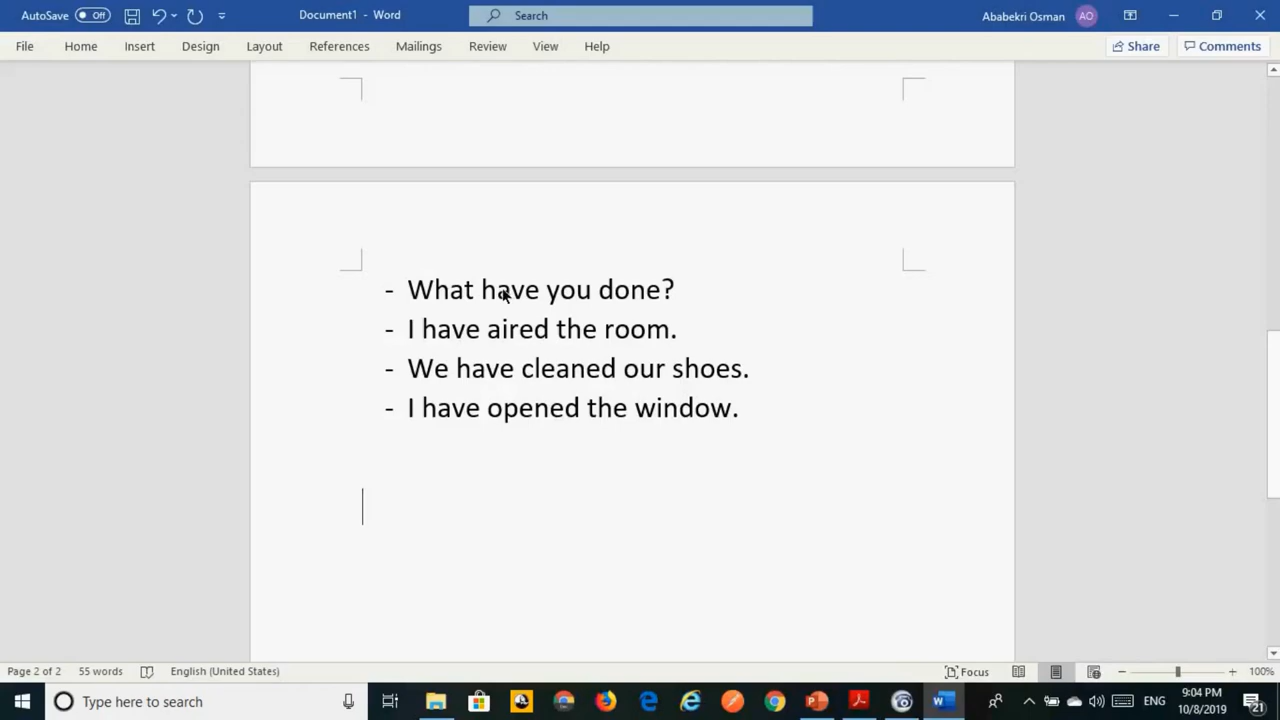 AutoSave Off Document1 - Word Search Ababekri Osman AO
File Home Insert Design Layout References Mailings Review View Help Share Comments
- What have you done?
- I have aired the room.
- We have cleaned our shoes.
- I have opened the window.
Page 2 of 2 55 words English (United States) Focus 100%
Type here to search ENG 9:04 PM
10/8/2019 21